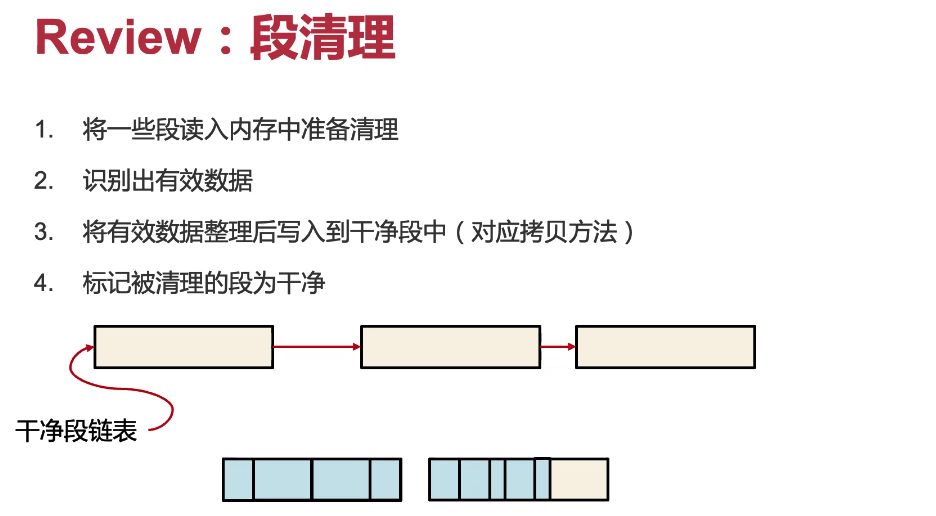 Review：段清理
1. 将一些段读入内存中准备清理
2. 识别出有效数据
3. 将有效数据整理后写入到干净段中（对应拷贝方法）
4. 标记被清理的段为干净
干净段链表